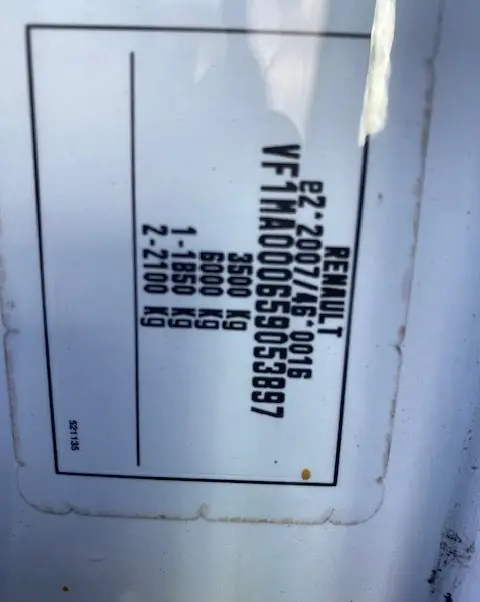 RENAULT
e2*2007/46*0016
VF1MA000659053897
3500 kg
6000 kg
1-1850 kg
2-2100 kg
521135